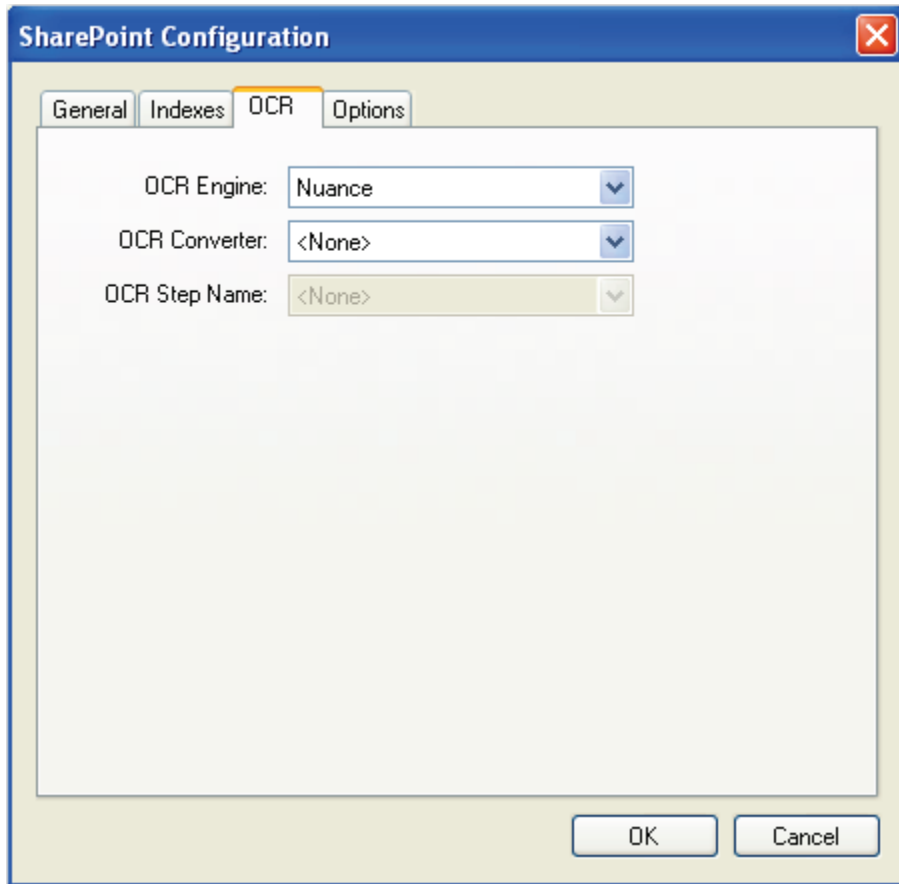 SharePoint Configuration
General Indexes OCR Options
OCR Engine: Nuance
OCR Converter: <None>
OCR Step Name: <None>
OK Cancel